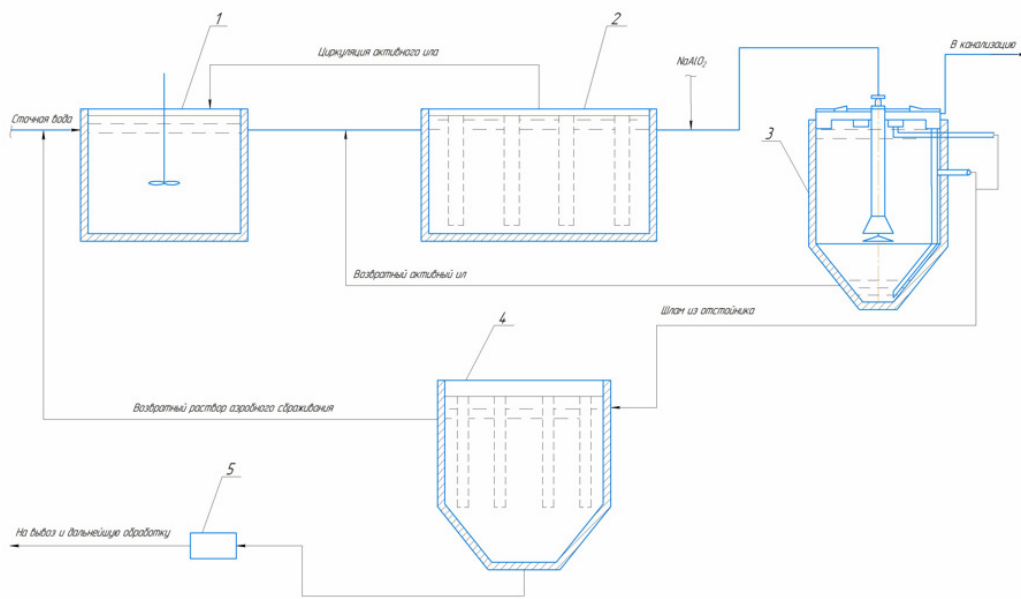 1
2
Циркуляция активного ила
NaAlO₂
В канализацию
Сточная вода
3
Возвратный активный ил
Шлам из отстойника
4
Возвратный раствор аэробного сбраживания
5
На вывоз и дальнейшую обработку